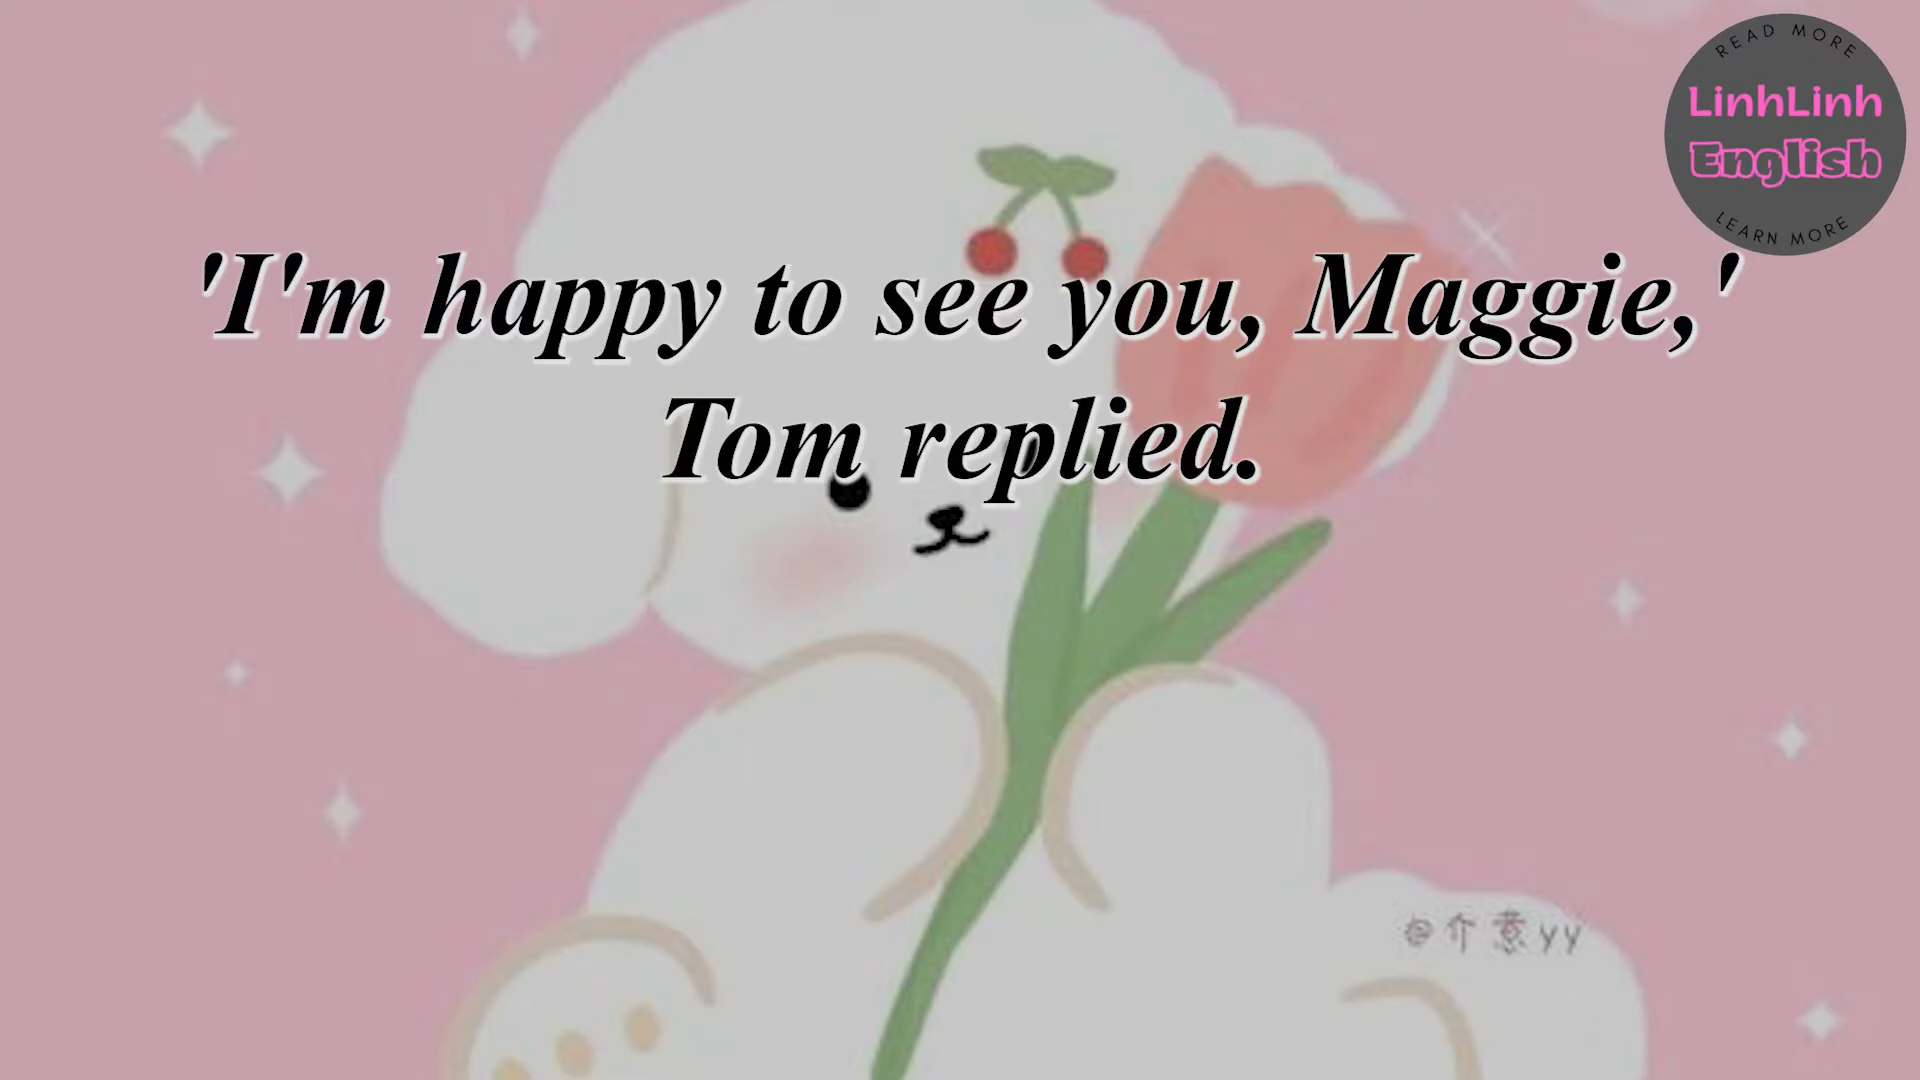 READ MORE
LinhLinh
English
LEARN MORE
'I'm happy to see you, Maggie,'
Tom replied.
@介意yy